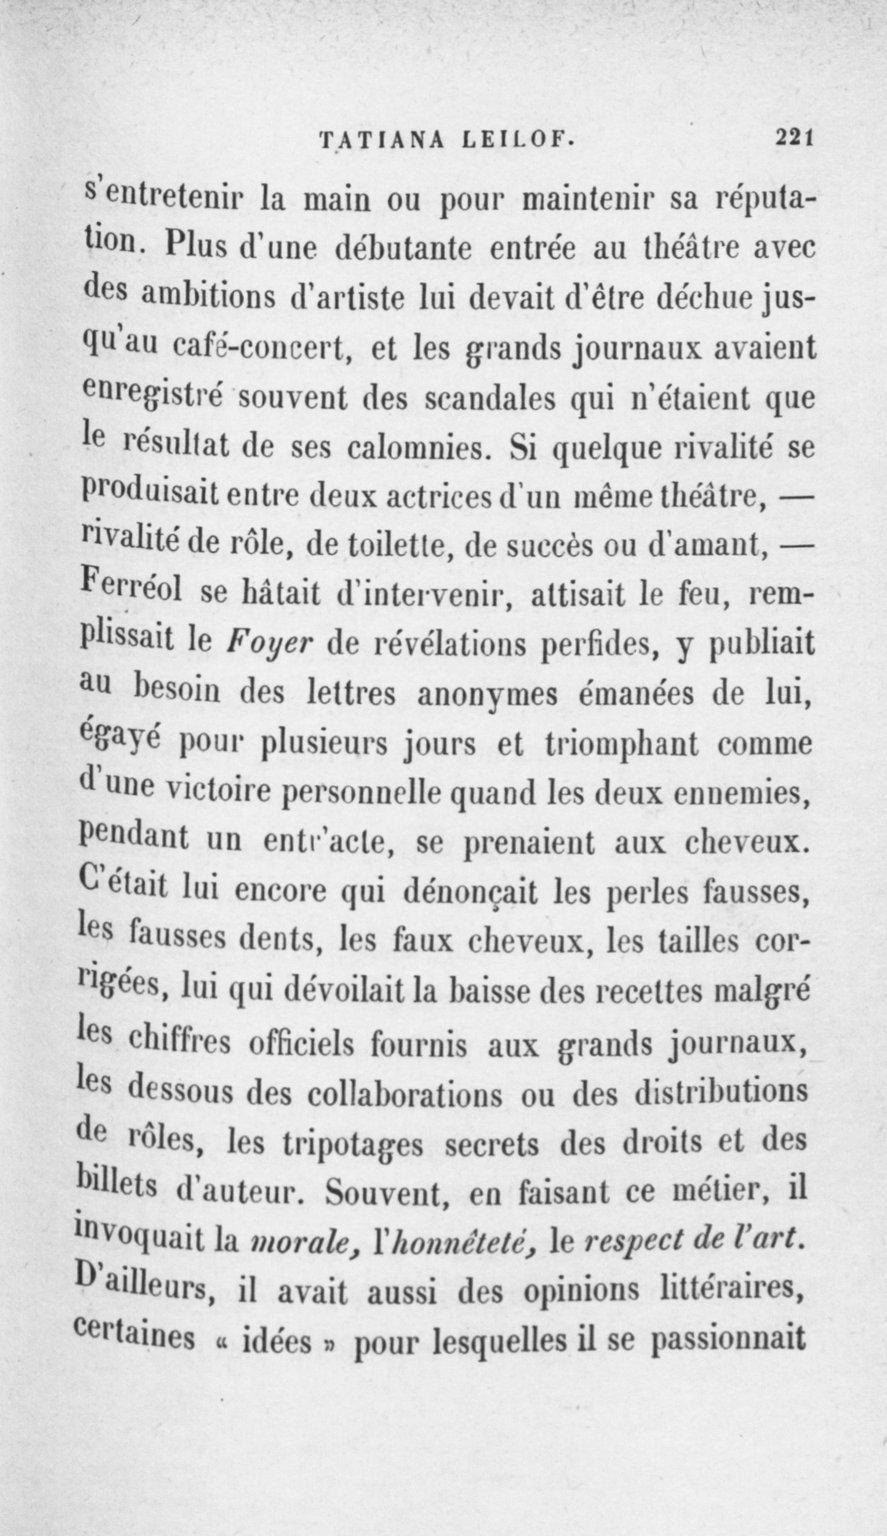 TATIANA LEILOF. 221
s'entretenir la main ou pour maintenir sa réputa-
tion. Plus d'une débutante entrée au théâtre avec
des ambitions d'artiste lui devait d'être déchue jus-
qu'au café-concert, et les grands journaux avaient
enregistré souvent des scandales qui n'étaient que
le résultat de ses calomnies. Si quelque rivalité se
produisait entre deux actrices d'un même théâtre, —
rivalité de rôle, de toilette, de succès ou d'amant, —
Ferréol se hâtait d'intervenir, attisait le feu, rem-
plissait le Foyer de révélations perfides, y publiait
au besoin des lettres anonymes émanées de lui,
égayé pour plusieurs jours et triomphant comme
d'une victoire personnelle quand les deux ennemies,
pendant un entr'acte, se prenaient aux cheveux.
C'était lui encore qui dénonçait les perles fausses,
les fausses dents, les faux cheveux, les tailles cor-
rigées, lui qui dévoilait la baisse des recettes malgré
les chiffres officiels fournis aux grands journaux,
les dessous des collaborations ou des distributions
de rôles, les tripotages secrets des droits et des
billets d'auteur. Souvent, en faisant ce métier, il
invoquait la morale, l'honnêteté, le respect de l'art.
D'ailleurs, il avait aussi des opinions littéraires,
certaines « idées » pour lesquelles il se passionnait